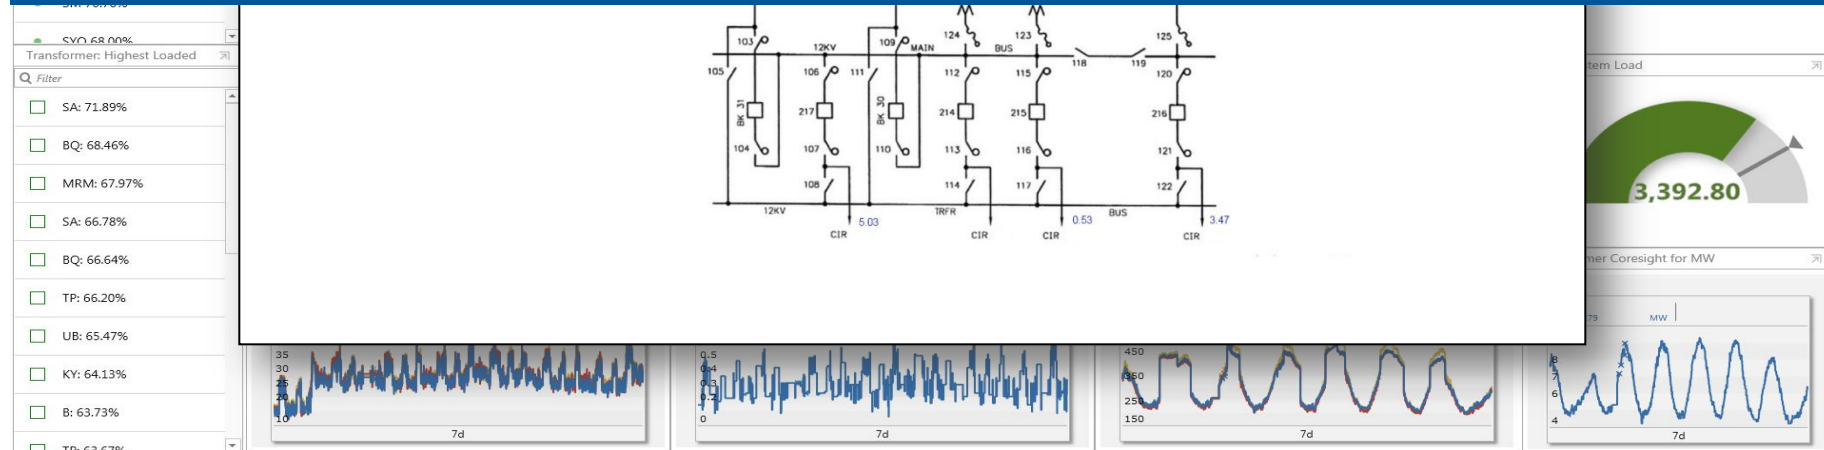 SYO 68.00%
Transformer: Highest Loaded
Filter
SA: 71.89%
BQ: 68.46%
MRM: 67.97%
SA: 66.78%
BQ: 66.64%
TP: 66.20%
UB: 65.47%
KY: 64.13%
B: 63.73%
103
109
124
123
125
12KV
MAIN
BUS
118
119
105
106
111
112
115
120
BK 31
217
BK 30
214
215
216
104
107
110
113
116
121
108
114
117
122
12KV
TRFR
BUS
5.03
0.53
3.47
CIR
CIR
CIR
CIR
tem Load
3,392.80
mer Coresight for MW
79
MW
35
30
25
20
10
7d
0.5
0.4
0.3
0.2
0
7d
450
350
250
150
7d
8
7
6
4
7d